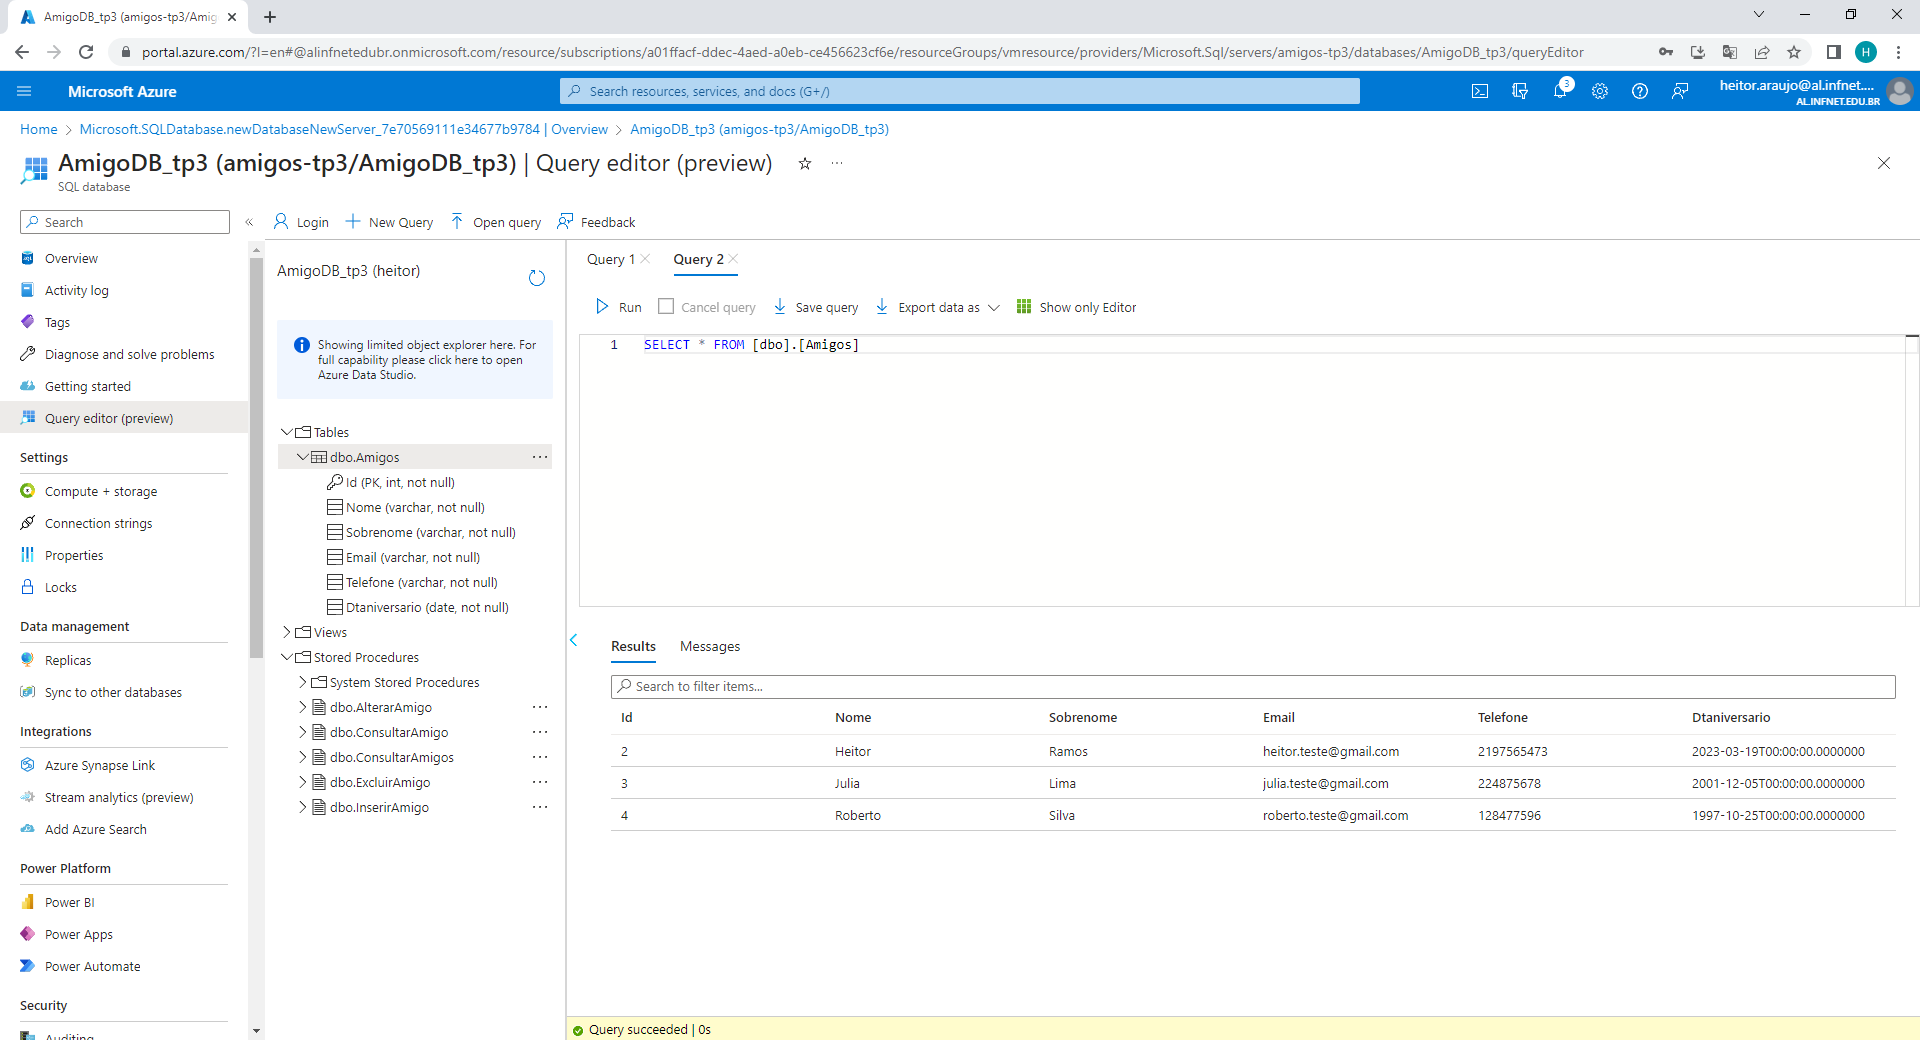 AmigoDB_tp3 (amigos-tp3/Amig
portal.azure.com/?l=en#@alinfnetedubr.onmicrosoft.com/resource/subscriptions/a01ffacf-ddec-4aed-a0eb-ce456623cf6e/resourceGroups/vmresource/providers/Microsoft.Sql/servers/amigos-tp3/databases/AmigoDB_tp3/queryEditor
H
Microsoft Azure
Search resources, services, and docs (G+/)
3
heitor.araujo@al.infnet....
AL.INFNET.EDU.BR
Home > Microsoft.SQLDatabase.newDatabaseNewServer_7e70569111e34677b9784 | Overview > AmigoDB_tp3 (amigos-tp3/AmigoDB_tp3)
AmigoDB_tp3 (amigos-tp3/AmigoDB_tp3) | Query editor (preview) ...
SQL database
Search
«
Login
New Query
Open query
Feedback
Overview
Activity log
Tags
Diagnose and solve problems
Getting started
Query editor (preview)
Settings
Compute + storage
Connection strings
Properties
Locks
Data management
Replicas
Sync to other databases
Integrations
Azure Synapse Link
Stream analytics (preview)
Add Azure Search
Power Platform
Power BI
Power Apps
Power Automate
Security
Auditing
AmigoDB_tp3 (heitor)
Showing limited object explorer here. For
full capability please click here to open
Azure Data Studio.
Tables
dbo.Amigos ...
Id (PK, int, not null)
Nome (varchar, not null)
Sobrenome (varchar, not null)
Email (varchar, not null)
Telefone (varchar, not null)
Dtaniversario (date, not null)
Views
Stored Procedures
System Stored Procedures
dbo.AlterarAmigo ...
dbo.ConsultarAmigo ...
dbo.ConsultarAmigos ...
dbo.ExcluirAmigo ...
dbo.InserirAmigo ...
Query 1
Query 2
Run
Cancel query
Save query
Export data as
Show only Editor
1 SELECT * FROM [dbo].[Amigos]
Results
Messages
Search to filter items...
Id Nome Sobrenome Email Telefone Dtaniversario
2 Heitor Ramos heitor.teste@gmail.com 2197565473 2023-03-19T00:00:00.0000000
3 Julia Lima julia.teste@gmail.com 224875678 2001-12-05T00:00:00.0000000
4 Roberto Silva roberto.teste@gmail.com 128477596 1997-10-25T00:00:00.0000000
Query succeeded | 0s